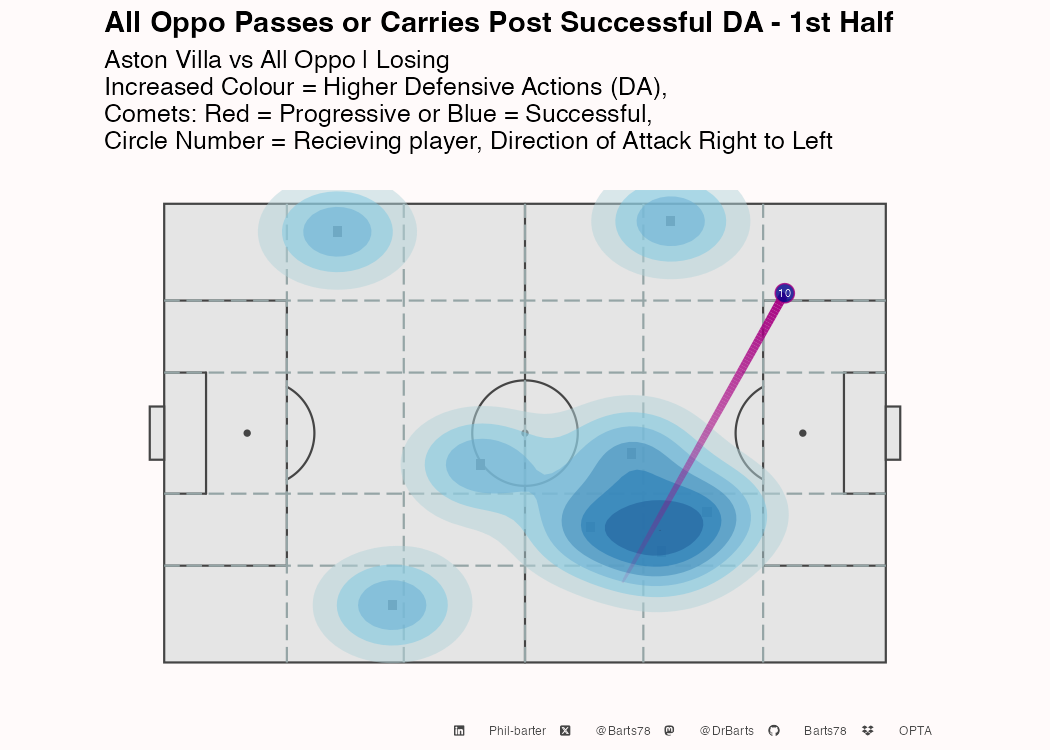 All Oppo Passes or Carries Post Successful DA - 1st Half
Aston Villa vs All Oppo | Losing
Increased Colour = Higher Defensive Actions (DA),
Comets: Red = Progressive or Blue = Successful,
Circle Number = Recieving player, Direction of Attack Right to Left
10
Phil-barter @Barts78 @DrBarts Barts78 OPTA